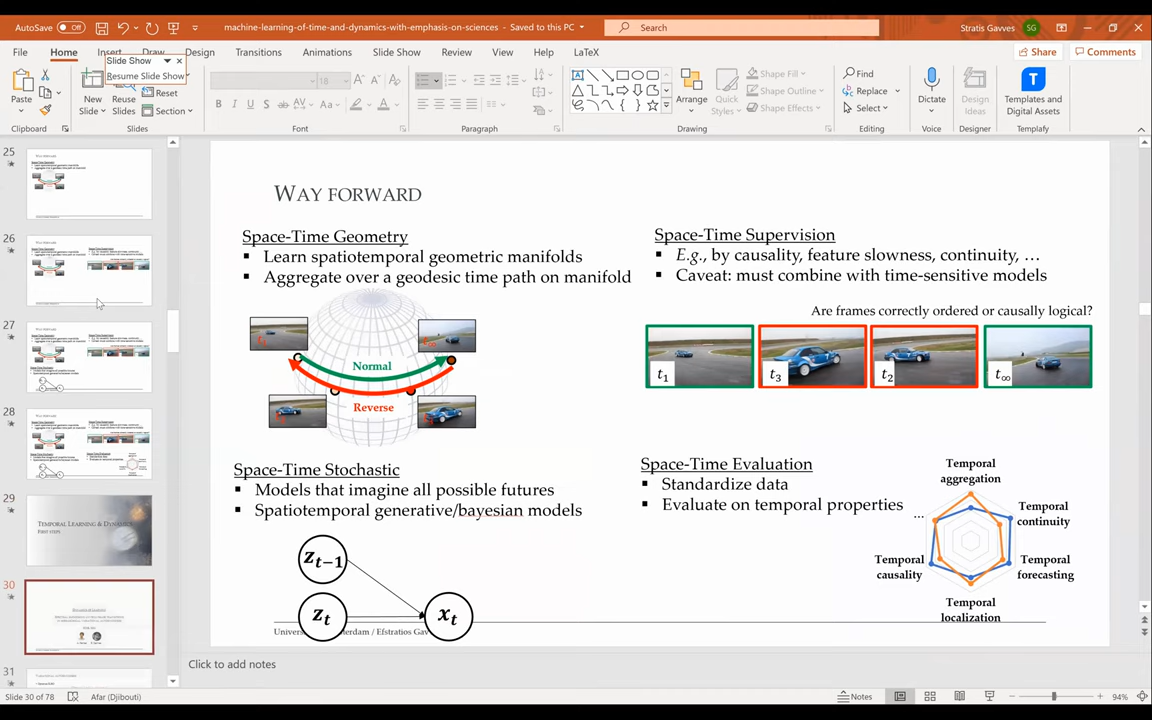 AutoSave Off
machine-learning-of-time-and-dynamics-with-emphasis-on-sciences - Saved to this PC
Search
Stratis Gavves SG
File Home Insert Draw Design Transitions Animations Slide Show Review View Help LaTeX
Share Comments
Slide Show
Resume Slide Show
Paste
New Slides
Reuse Slides
Reset
Section
Arrange
Quick Styles
Shape Fill
Shape Outline
Shape Effects
Find
Replace
Select
Dictate
Design Ideas
Templates and Digital Assets
Clipboard Slides Font Paragraph Drawing Editing Voice Designer Templafy
25
26
27
28
29
TEMPORAL LEARNING & DYNAMICS
FIRST STEPS
30
31
WAY FORWARD
Space-Time Geometry
▪ Learn spatiotemporal geometric manifolds
▪ Aggregate over a geodesic time path on manifold
Normal
Reverse
Space-Time Supervision
▪ E.g., by causality, feature slowness, continuity, …
▪ Caveat: must combine with time-sensitive models
Are frames correctly ordered or causally logical?
t₁ t₃ t₂ t∞
Space-Time Stochastic
▪ Models that imagine all possible futures
▪ Spatiotemporal generative/bayesian models
zₜ₋₁
zₜ xₜ
Space-Time Evaluation
▪ Standardize data
▪ Evaluate on temporal properties
Temporal aggregation
...
Temporal continuity
Temporal causality
Temporal forecasting
Temporal localization
Click to add notes
Slide 30 of 78 Afar (Djibouti) Notes 94%